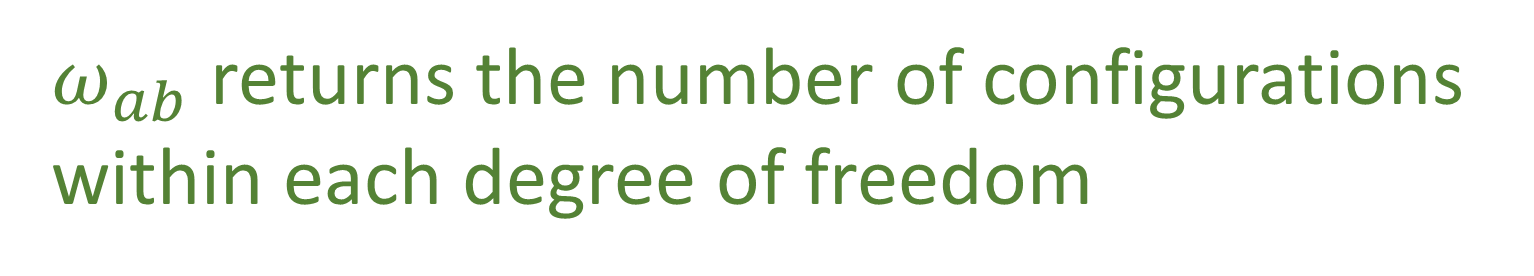 ω_ab returns the number of configurations
within each degree of freedom